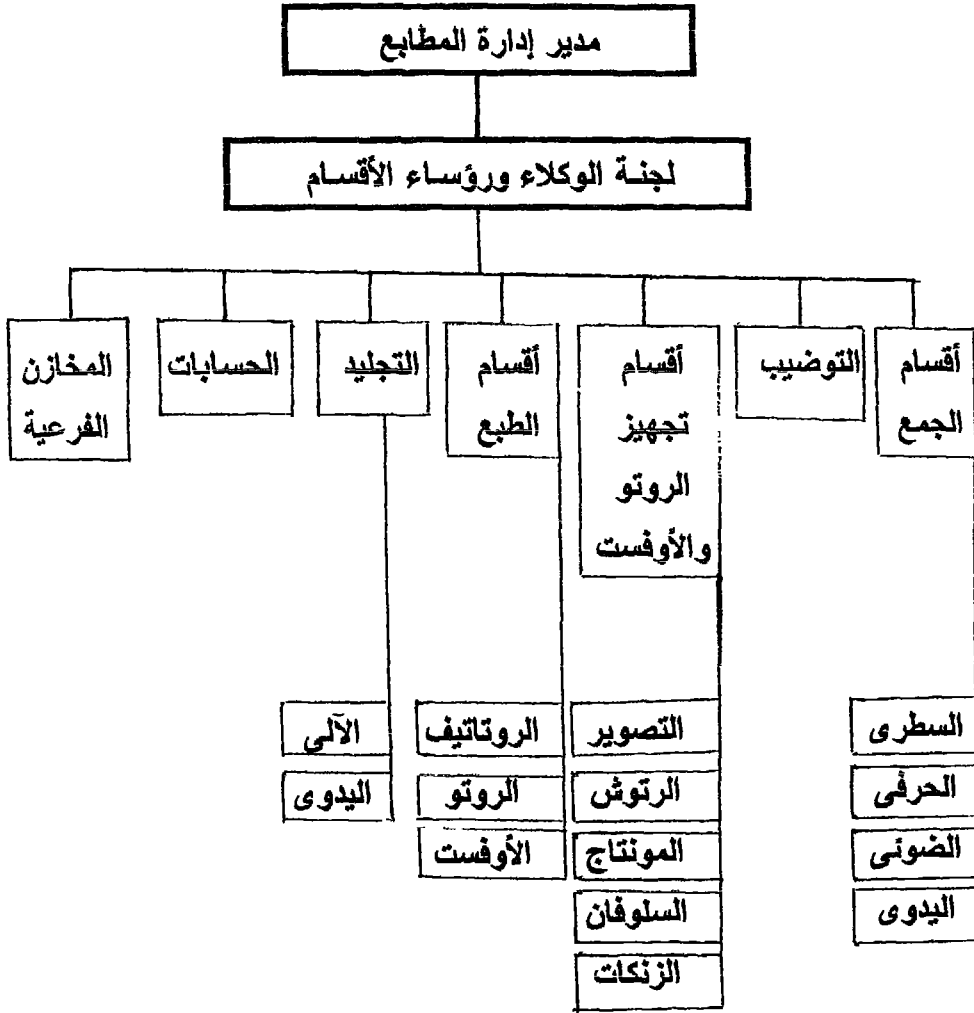 مدير إدارة المطابع
لجنة الوكلاء ورؤساء الأقسام
أقسام
الجمع
التوضيب
أقسام
تجهيز
الروتو
والأوفست
أقسام
الطبع
التجليد
الحسابات
المخازن
الفرعية
السطرى
الحرفى
الضوئى
اليدوى
التصوير
الرتوش
المونتاج
السلوفان
الزنكات
الروتاتيف
الروتو
الأوفست
الآلى
اليدوى